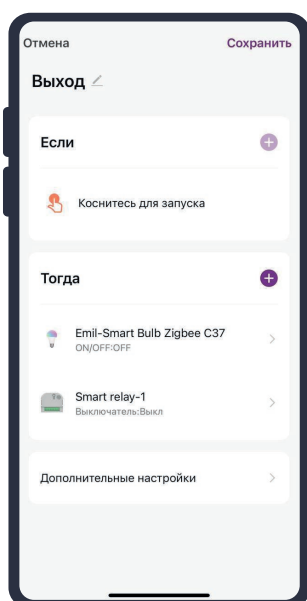 Отмена Сохранить
Выход
Если
Коснитесь для запуска
Тогда
Emil-Smart Bulb Zigbee C37
ON/OFF:OFF
Smart relay-1
Выключатель:Выкл
Дополнительные настройки